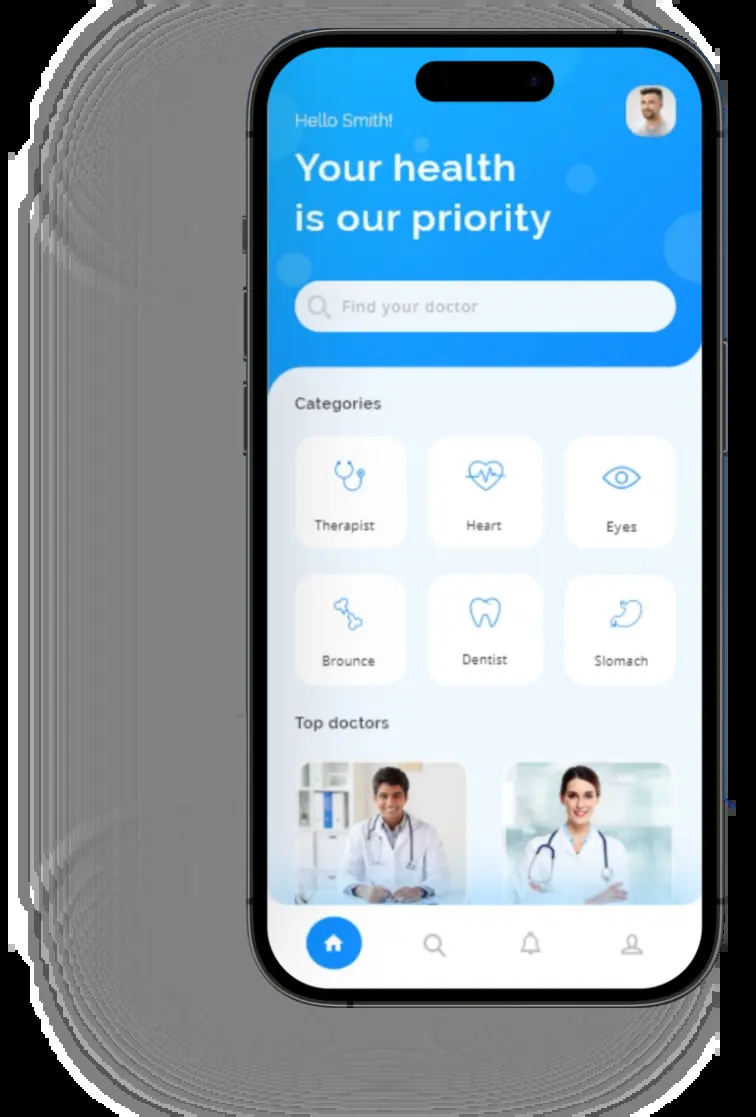 Hello Smith!
Your health
is our priority
Find your doctor
Categories
Therapist
Heart
Eyes
Brounce
Dentist
Slomach
Top doctors